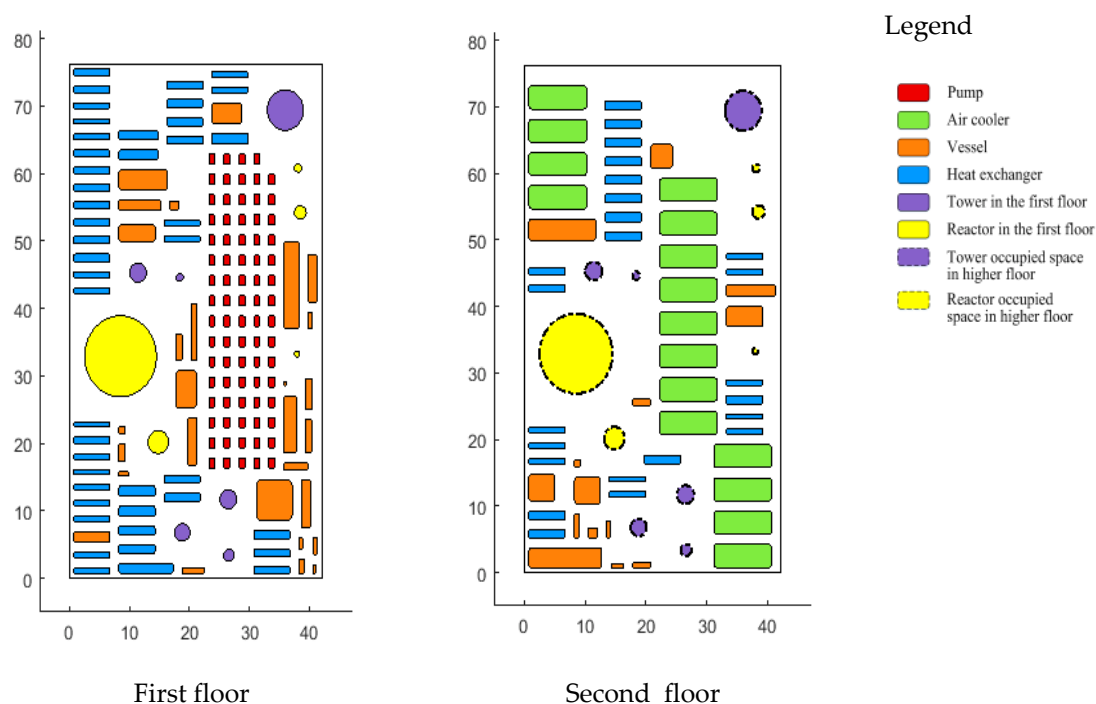 Legend
80
70
60
50
40
30
20
10
0
0 10 20 30 40
First floor
80
70
60
50
40
30
20
10
0
0 10 20 30 40
Second floor
Pump
Air cooler
Vessel
Heat exchanger
Tower in the first floor
Reactor in the first floor
Tower occupied space
in higher floor
Reactor occupied
space in higher floor